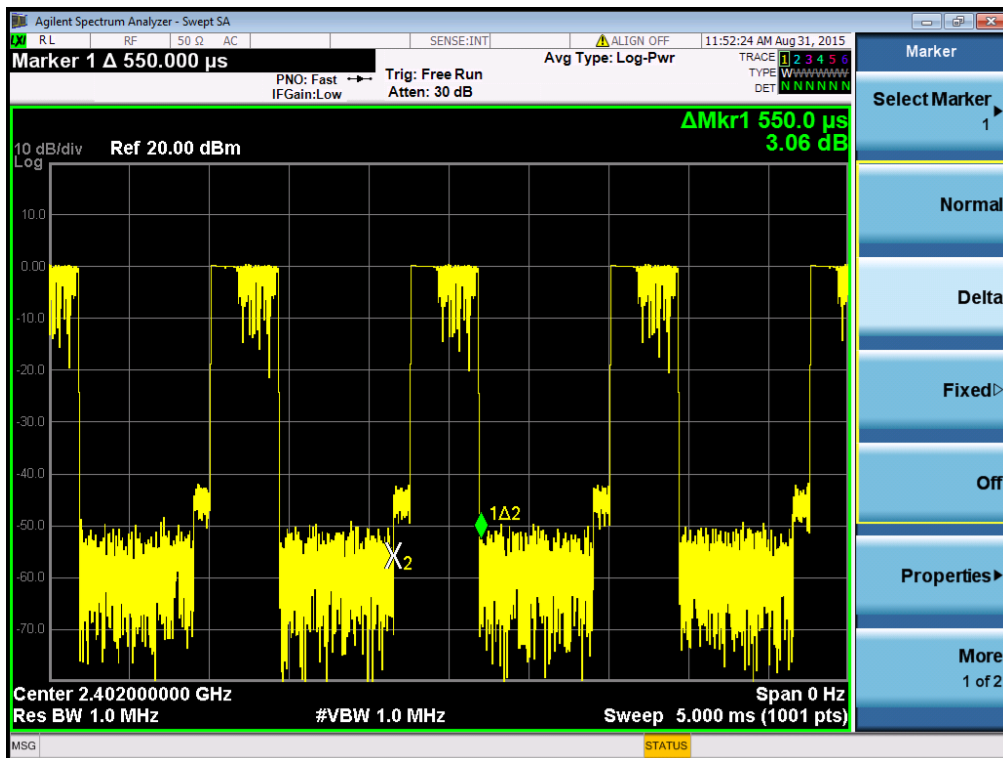 Agilent Spectrum Analyzer - Swept SA
LXI RL RF 50 Ω AC SENSE:INT ALIGN OFF 11:52:24 AM Aug 31, 2015
Marker 1 Δ 550.000 μs
PNO: Fast
IFGain:Low
Trig: Free Run
Atten: 30 dB
Avg Type: Log-Pwr
TRACE 1 2 3 4 5 6
TYPE WWWWWWW
DET N N N N N N
ΔMkr1 550.0 μs
3.06 dB
10 dB/div Ref 20.00 dBm
Log
10.0
0.00
-10.0
-20.0
-30.0
-40.0
-50.0
-60.0
-70.0
1Δ2
X2
Center 2.402000000 GHz Span 0 Hz
Res BW 1.0 MHz #VBW 1.0 MHz Sweep 5.000 ms (1001 pts)
MSG STATUS
Marker
Select Marker
1
Normal
Delta
Fixed
Off
Properties
More
1 of 2